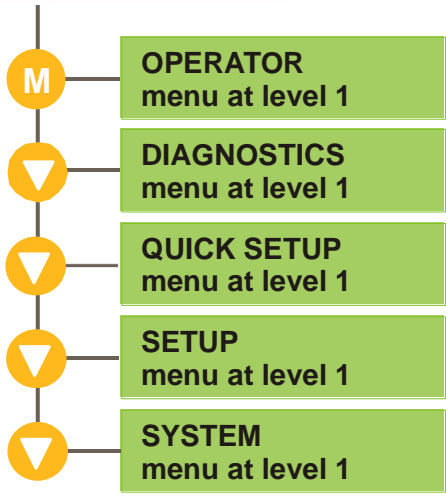 M
OPERATOR
menu at level 1
DIAGNOSTICS
menu at level 1
QUICK SETUP
menu at level 1
SETUP
menu at level 1
SYSTEM
menu at level 1